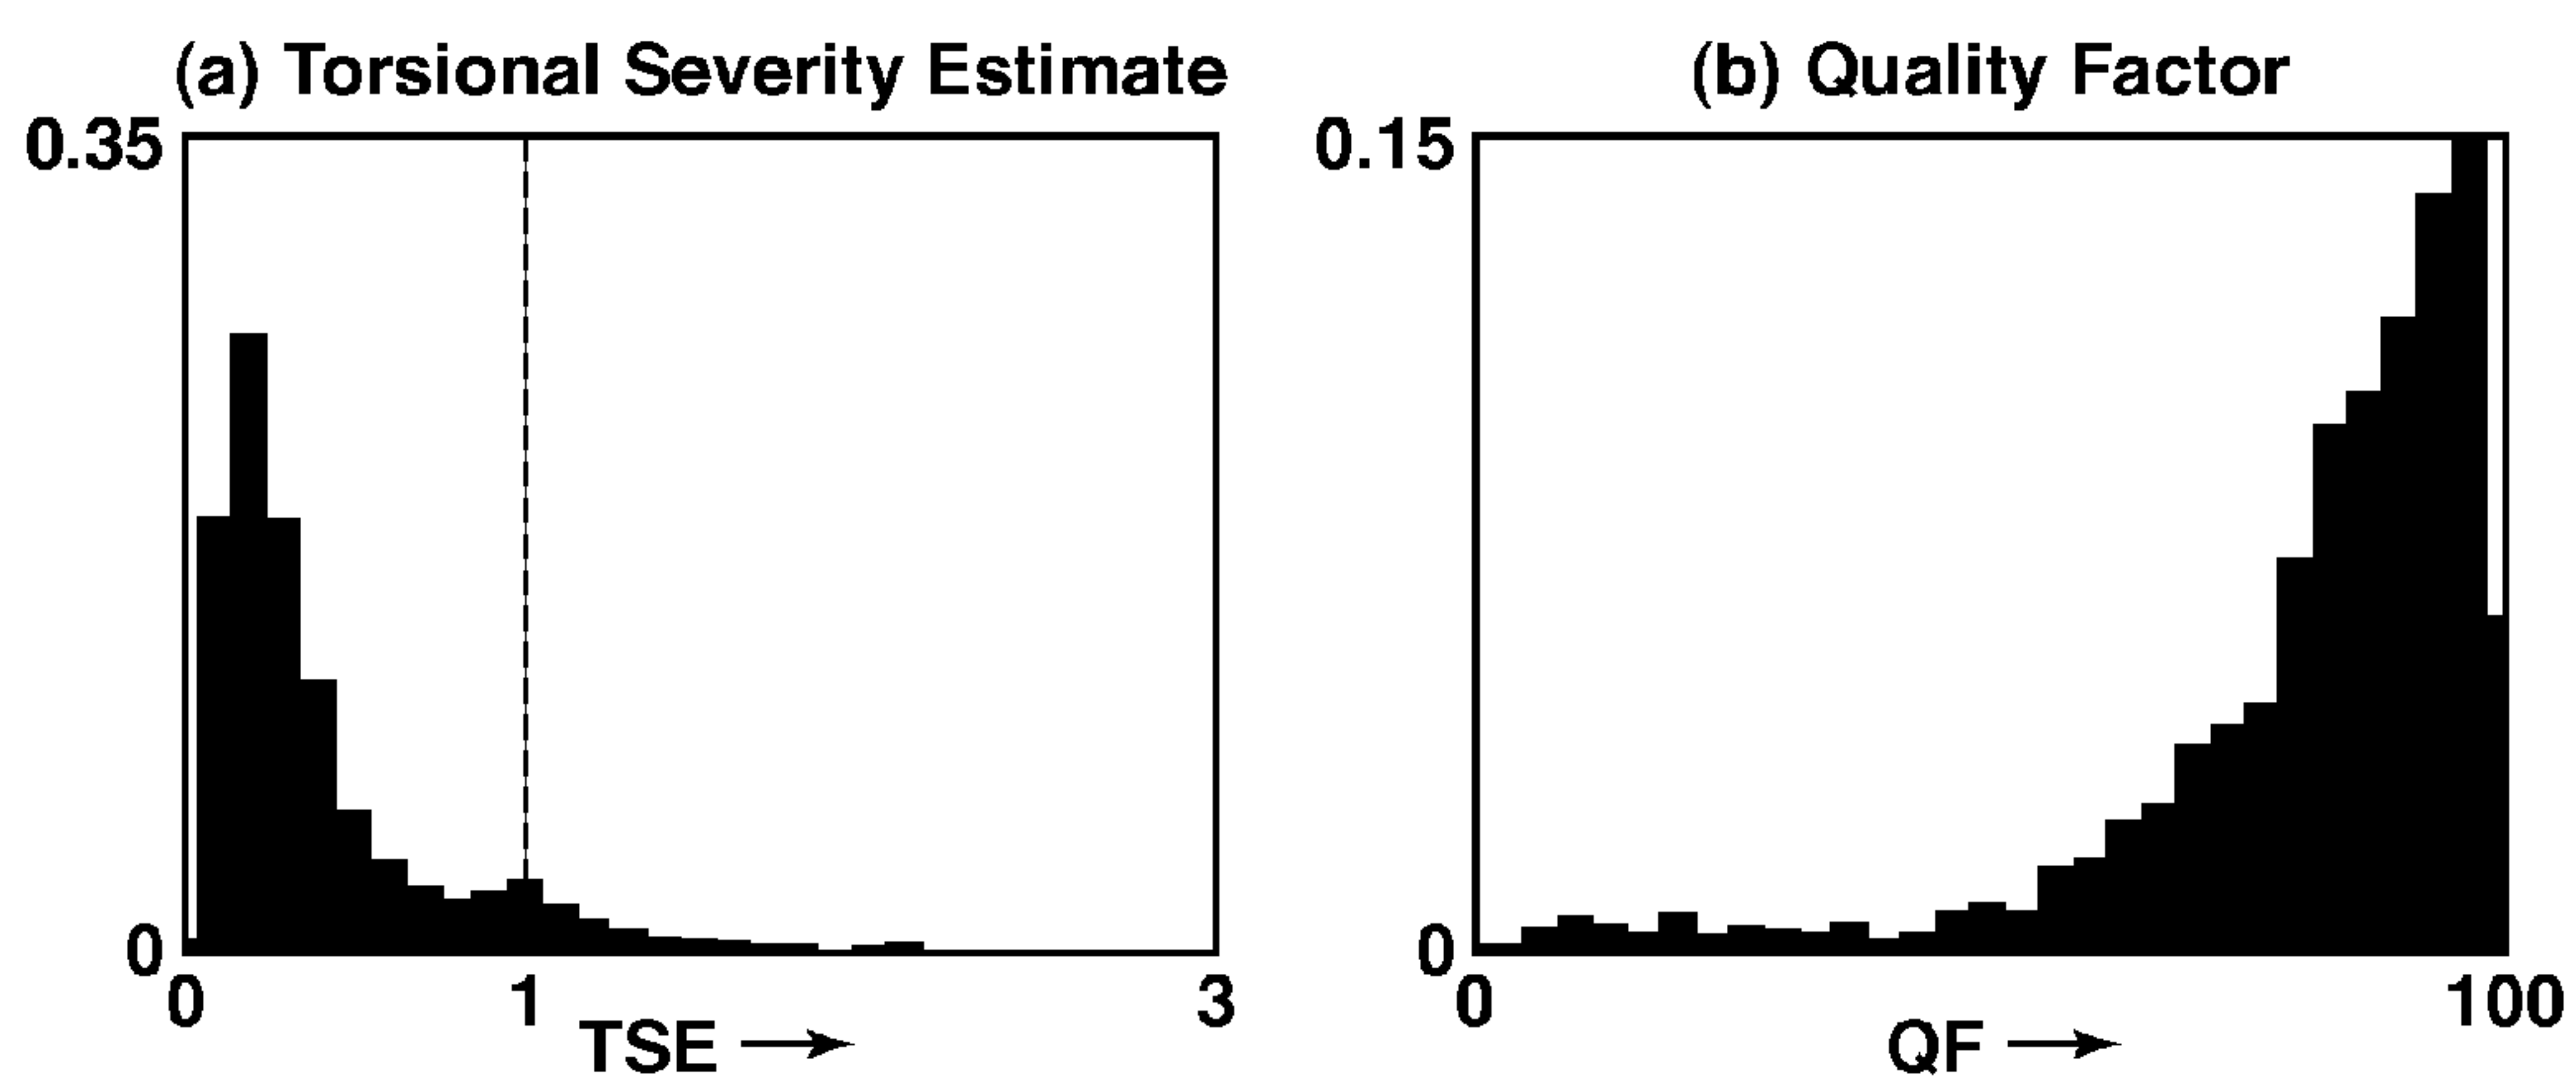 (a) Torsional Severity Estimate
0.35
0
0
1
3
TSE
(b) Quality Factor
0.15
0
0
100
QF